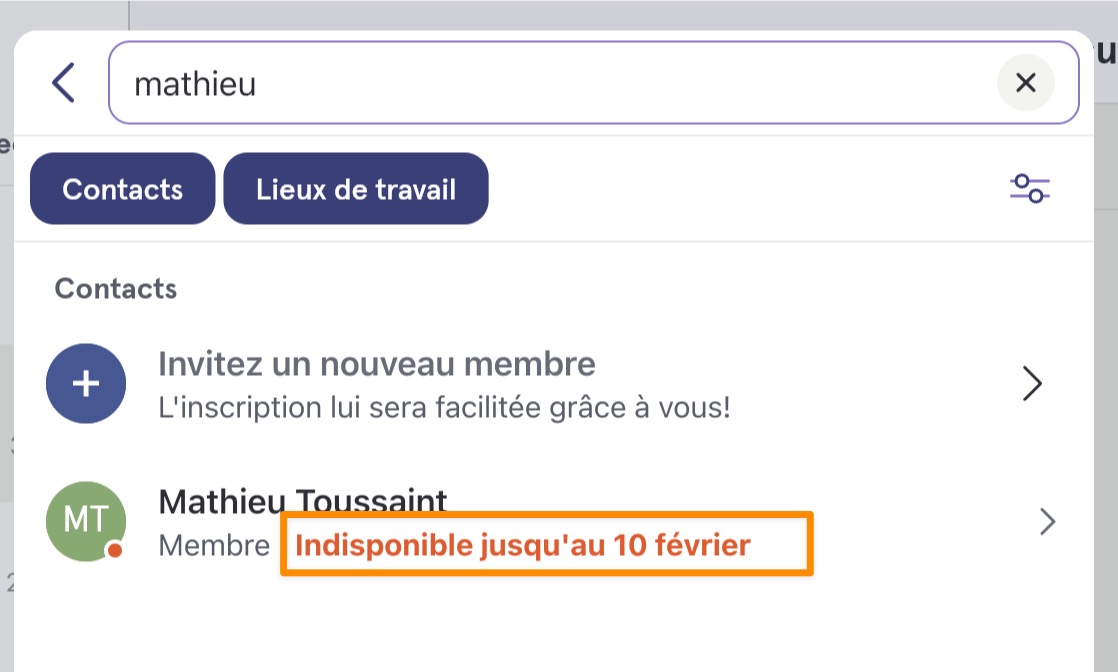 mathieu
Contacts
Lieux de travail
Contacts
Invitez un nouveau membre
L'inscription lui sera facilitée grâce à vous!
MT
Mathieu Toussaint
Membre Indisponible jusqu'au 10 février